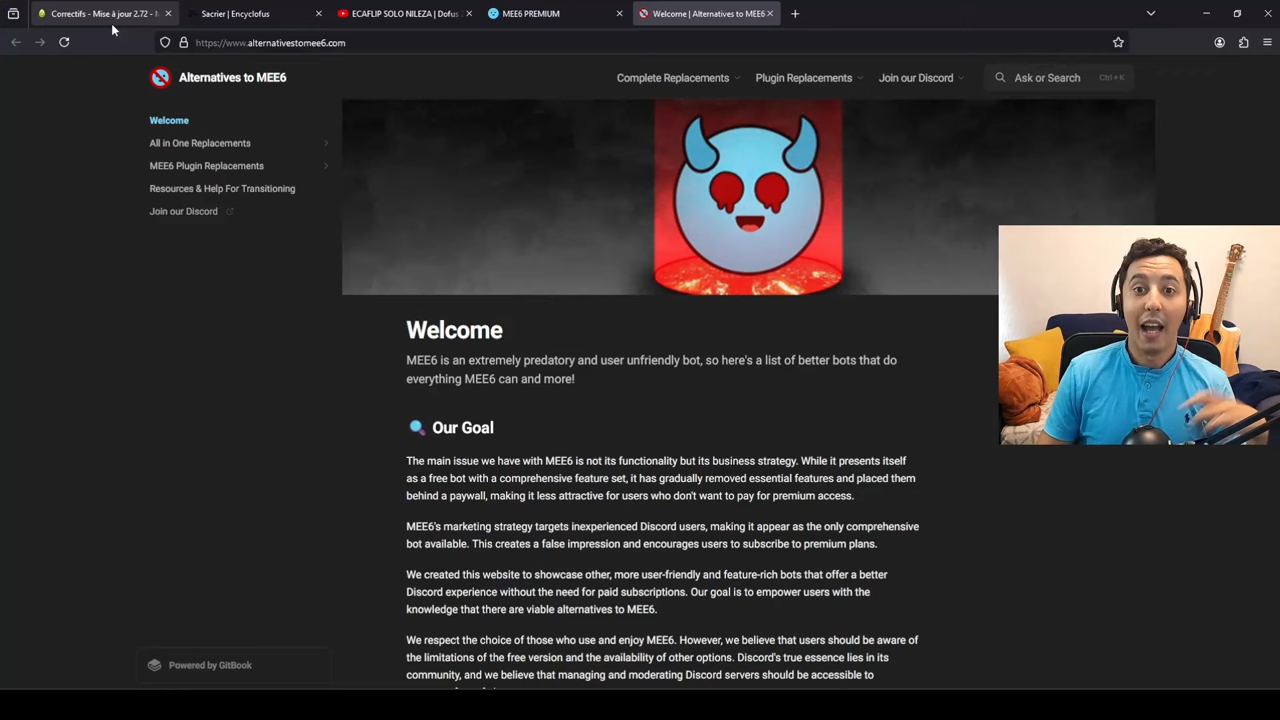 Correctifs - Mise à jour 2.72 -
Sacrier | Encyclofus
ECAFLIP SOLO NILEZA | Dofus
MEE6 PREMIUM
Welcome | Alternatives to MEE6
https://www.alternativestomee6.com
Alternatives to MEE6
Complete Replacements
Plugin Replacements
Join our Discord
Ask or Search
Ctrl+K
Welcome
All in One Replacements
MEE6 Plugin Replacements
Resources & Help For Transitioning
Join our Discord
Welcome
MEE6 is an extremely predatory and user unfriendly bot, so here's a list of better bots that do
everything MEE6 can and more!
Our Goal
The main issue we have with MEE6 is not its functionality but its business strategy. While it presents itself
as a free bot with a comprehensive feature set, it has gradually removed essential features and placed them
behind a paywall, making it less attractive for users who don't want to pay for premium access.
MEE6's marketing strategy targets inexperienced Discord users, making it appear as the only comprehensive
bot available. This creates a false impression and encourages users to subscribe to premium plans.
We created this website to showcase other, more user-friendly and feature-rich bots that offer a better
Discord experience without the need for paid subscriptions. Our goal is to empower users with the
knowledge that there are viable alternatives to MEE6.
We respect the choice of those who use and enjoy MEE6. However, we believe that users should be aware of
the limitations of the free version and the availability of other options. Discord's true essence lies in its
community, and we believe that managing and moderating Discord servers should be accessible to
Powered by GitBook